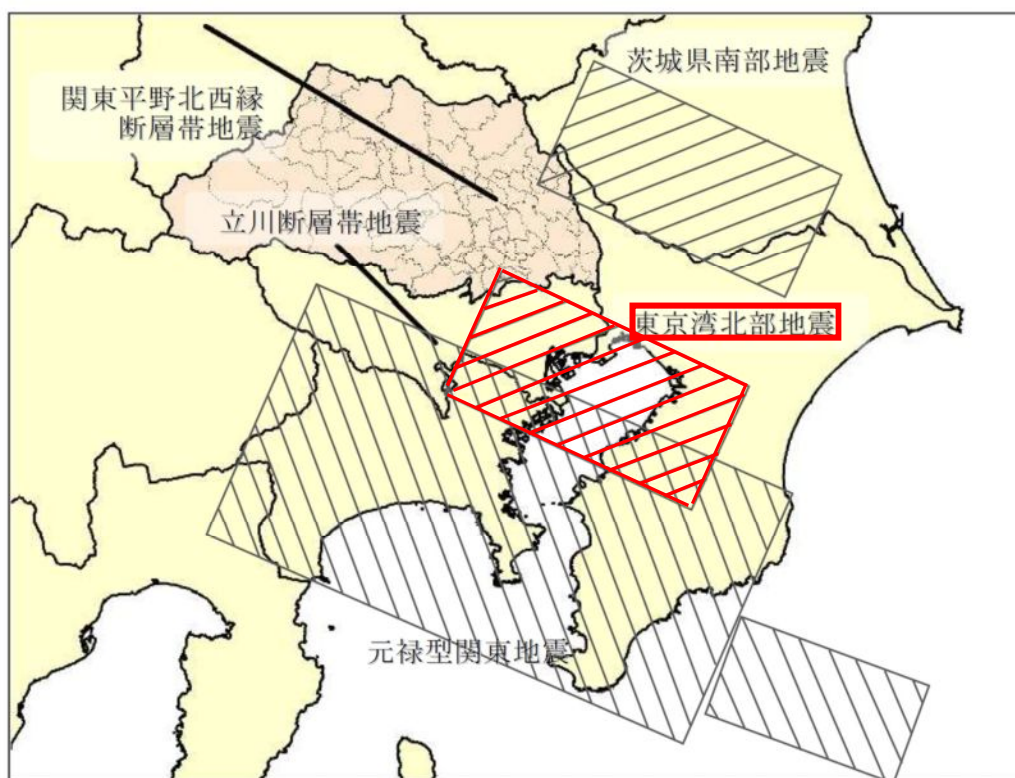 茨城県南部地震
関東平野北西縁
断層帯地震
立川断層帯地震
東京湾北部地震
元禄型関東地震